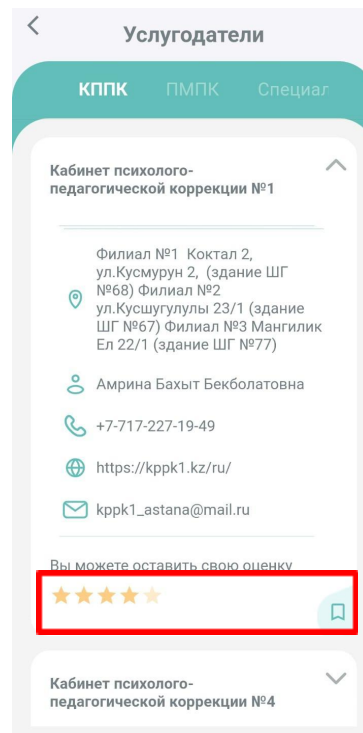 Услугодатели
КППК ПМПК Специал
Кабинет психолого-
педагогической коррекции №1
Филиал №1 Коктал 2,
ул.Кусмурун 2, (здание ШГ
№68) Филиал №2
ул.Кусшугулулы 23/1 (здание
ШГ №67) Филиал №3 Мангилик
Ел 22/1 (здание ШГ №77)
Амрина Бахыт Бекболатовна
+7-717-227-19-49
https://kppk1.kz/ru/
kppk1_astana@mail.ru
Вы можете оставить свою оценку
Кабинет психолого-
педагогической коррекции №4